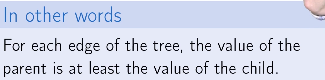 In other words
For each edge of the tree, the value of the
parent is at least the value of the child.